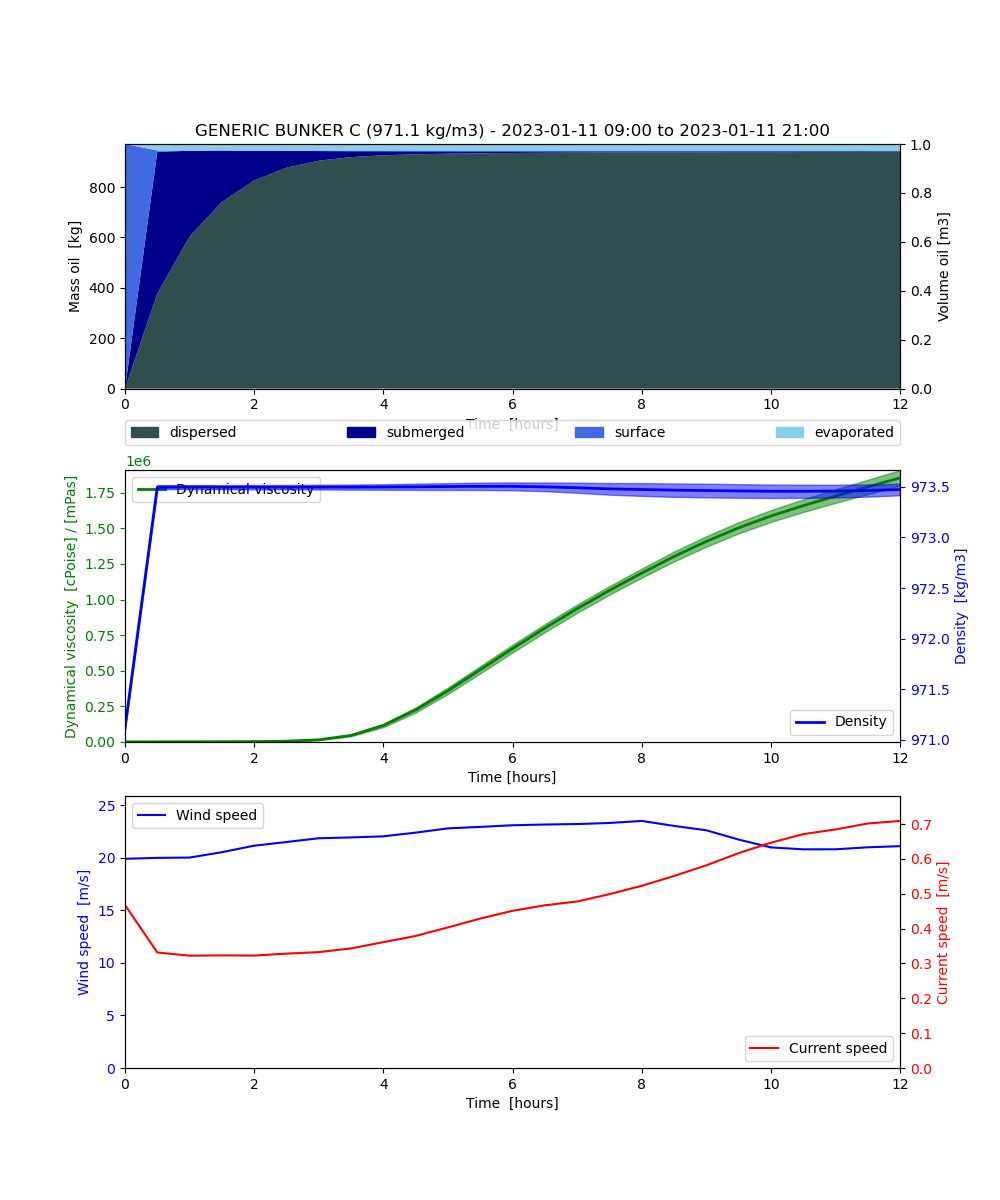 GENERIC BUNKER C (971.1 kg/m3) - 2023-01-11 09:00 to 2023-01-11 21:00
Mass oil [kg]
800
600
400
200
0
1.0
0.8
0.6
0.4
0.2
0.0
Volume oil [m3]
0 2 4 6 8 10 12
Time [hours]
dispersed submerged surface evaporated
1e6
Dynamical viscosity [cPoise] / [mPas]
1.75
1.50
1.25
1.00
0.75
0.50
0.25
0.00
Dynamical viscosity
973.5
973.0
972.5
972.0
971.5
971.0
Density [kg/m3]
Density
0 2 4 6 8 10 12
Time [hours]
Wind speed [m/s]
25
20
15
10
5
0
Wind speed
0.7
0.6
0.5
0.4
0.3
0.2
0.1
0.0
Current speed [m/s]
Current speed
0 2 4 6 8 10 12
Time [hours]